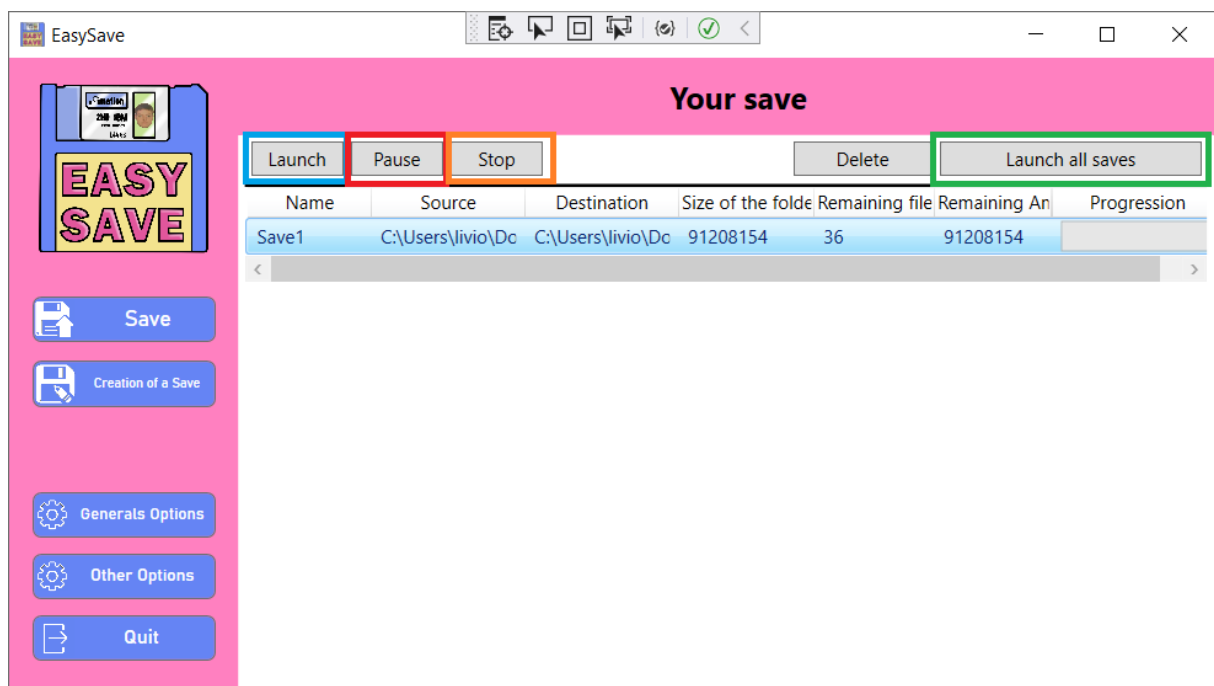 EasySave
Your save
EASY
SAVE
Launch Pause Stop Delete Launch all saves
Name Source Destination Size of the folde Remaining file Remaining An Progression
Save1 C:\Users\livio\Do C:\Users\livio\Do 91208154 36 91208154
Save
Creation of a Save
Generals Options
Other Options
Quit